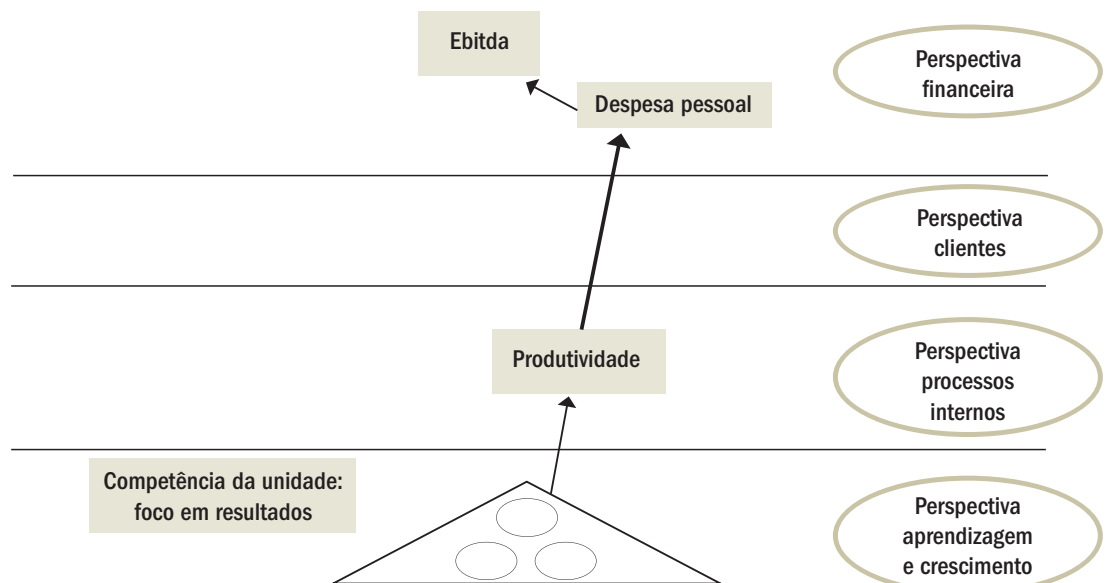 Ebitda
Despesa pessoal
Perspectiva
financeira
Perspectiva
clientes
Produtividade
Perspectiva
processos
internos
Competência da unidade:
foco em resultados
Perspectiva
aprendizagem
e crescimento